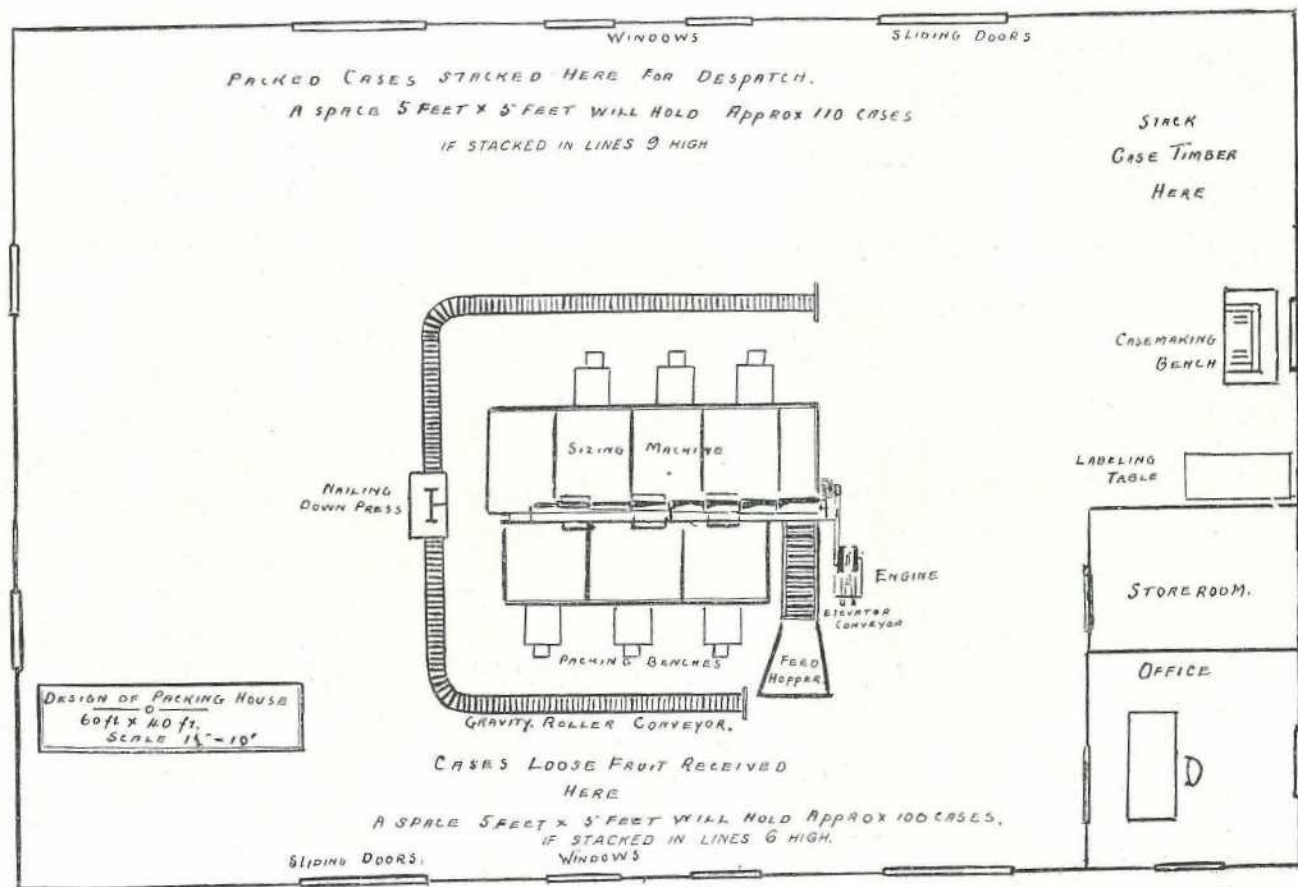 WINDOWS
SLIDING DOORS
PACKED CASES STACKED HERE FOR DESPATCH.
A SPACE 5 FEET X 5 FEET WILL HOLD APPROX 110 CASES
IF STACKED IN LINES 9 HIGH
STACK
CASE TIMBER
HERE
CASEMAKING
BENCH
SIZING MACHINE
LABELING
TABLE
NAILING
DOWN PRESS
ENGINE
STOREROOM.
ELEVATOR
CONVEYOR
PACKING BENCHES
FEED
HOPPER
OFFICE
DESIGN OF PACKING HOUSE
60ft X 40ft.
SCALE
GRAVITY. ROLLER CONVEYOR.
CASES LOOSE FRUIT RECEIVED
HERE
A SPACE 5 FEET X 5 FEET WILL HOLD APPROX 100 CASES,
IF STACKED IN LINES 6 HIGH.
SLIDING DOORS.
WINDOWS